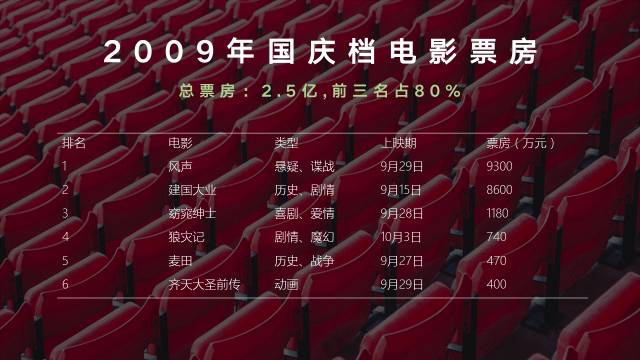 2009年国庆档电影票房
总票房：2.5亿,前三名占80%
排名 电影 类型 上映期 票房（万元）
1 风声 悬疑、谍战 9月29日 9300
2 建国大业 历史、剧情 9月15日 8600
3 窈窕绅士 喜剧、爱情 9月28日 1180
4 狼灾记 剧情、魔幻 10月3日 740
5 麦田 历史、战争 9月27日 470
6 齐天大圣前传 动画 9月29日 400